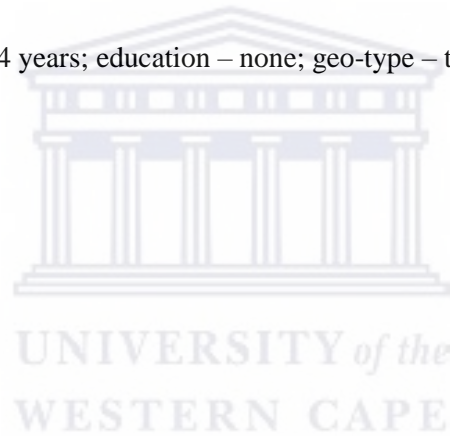 4 years; education – none; geo-type – t
UNIVERSITY of the
WESTERN CAPE